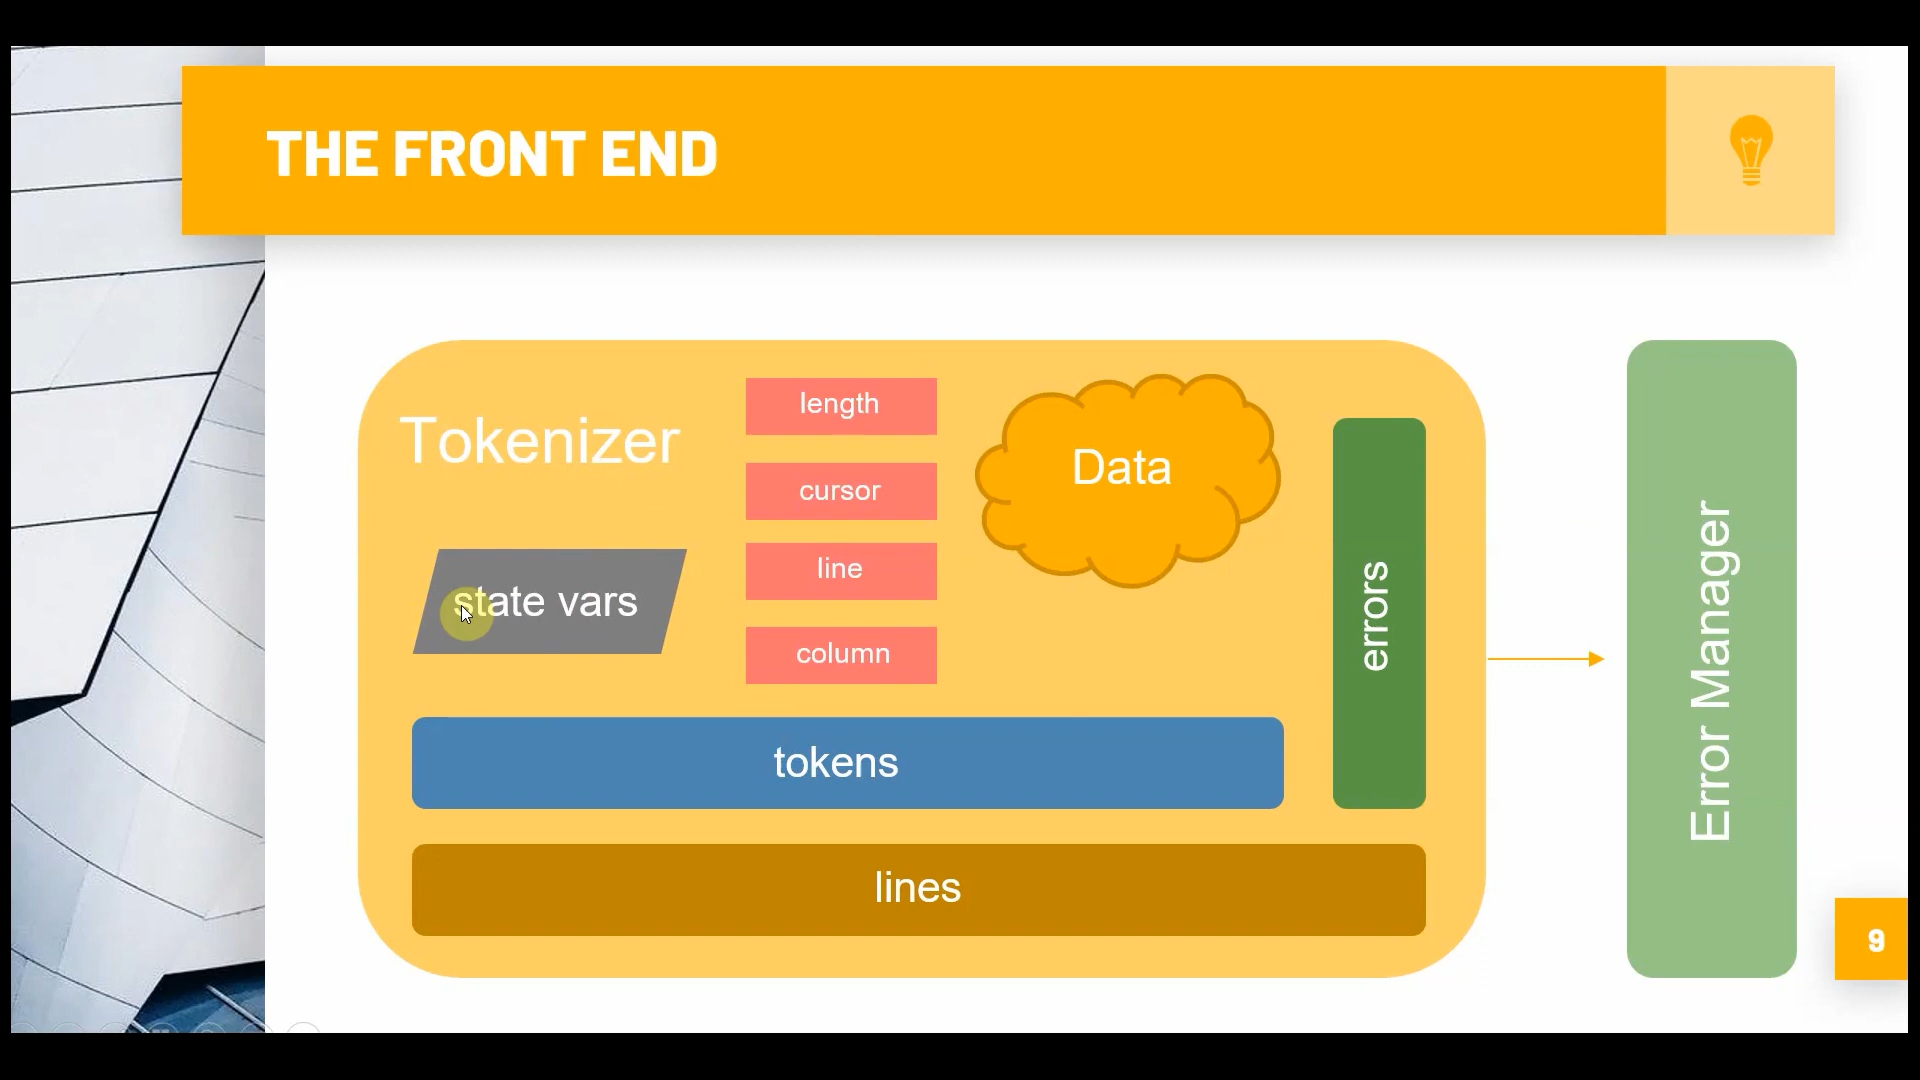 THE FRONT END
Tokenizer
length
cursor
line
column
Data
state vars
errors
tokens
lines
Error Manager
9